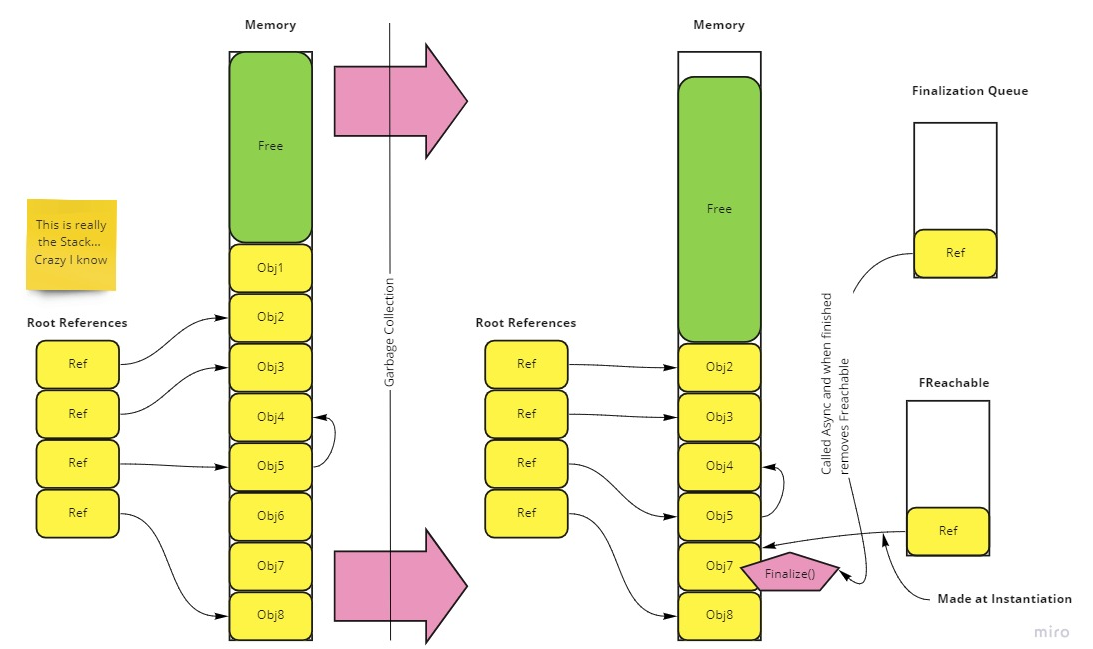 Memory
Memory
Finalization Queue
Free
Free
This is really
the Stack...
Crazy I know
Ref
Obj1
Obj2
Garbage Collection
Called Async and when finished
removes Freachable
Root References
Root References
Ref
Ref
Ref
Ref
Obj3
Obj4
Obj5
Obj6
Obj7
Obj8
Ref
Ref
Ref
Ref
Obj2
Obj3
Obj4
Obj5
Obj7
Obj8
Finalize()
FReachable
Ref
Made at Instantiation
miro